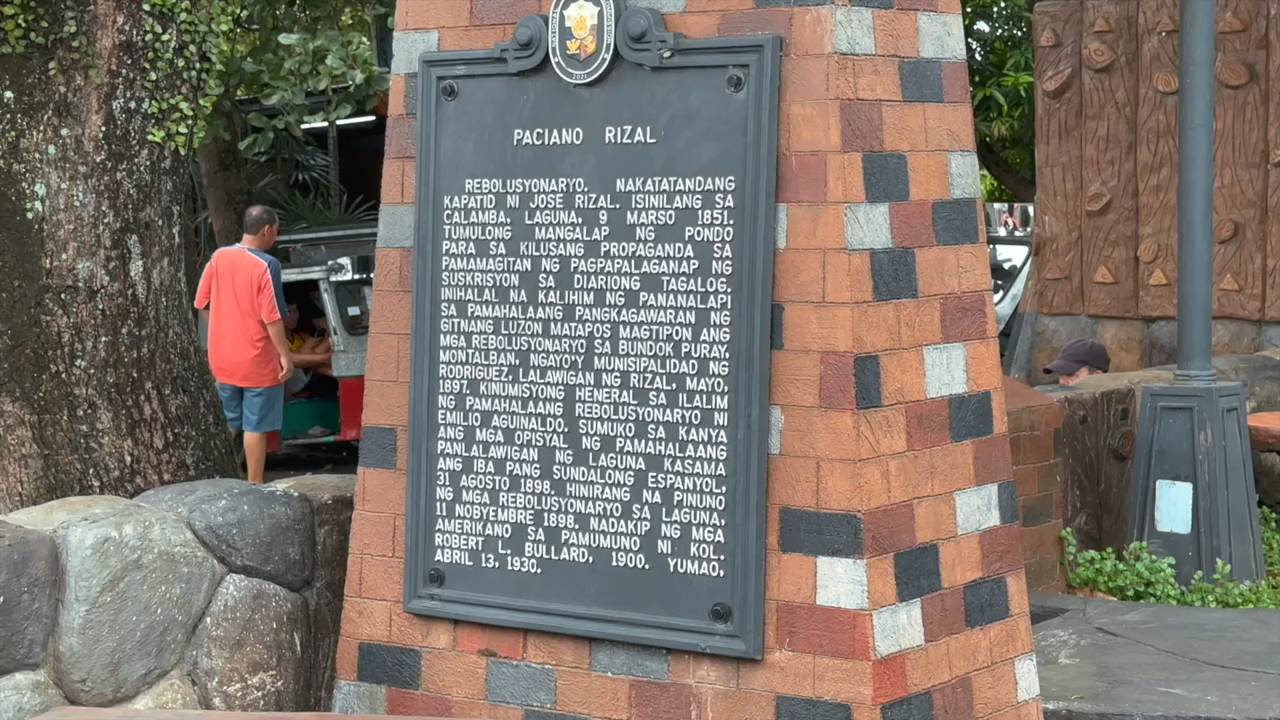 2021
PACIANO RIZAL
REBOLUSYONARYO. NAKATATANDANG
KAPATID NI JOSE RIZAL. ISINILANG SA
CALAMBA, LAGUNA, 9 MARSO 1851.
TUMULONG MANGALAP NG PONDO
PARA SA KILUSANG PROPAGANDA SA
PAMAMAGITAN NG PAGPAPALAGANAP NG
SUSKRISYON SA DIARIONG TAGALOG.
INIHALAL NA KALIHIM NG PANANALAPI
SA PAMAHALAANG PANGKAGAWARAN NG
GITNANG LUZON MATAPOS MAGTIPON ANG
MGA REBOLUSYONARYO SA BUNDOK PURAY,
MONTALBAN, NGAYO'Y MUNISIPALIDAD NG
RODRIGUEZ, LALAWIGAN NG RIZAL, MAYO,
1897. KINUMISYONG HENERAL SA ILALIM
NG PAMAHALAANG REBOLUSYONARYO NI
EMILIO AGUINALDO. SUMUKO SA KANYA
ANG MGA OPISYAL NG PAMAHALAANG
PANLALAWIGAN NG LAGUNA KASAMA
ANG IBA PANG SUNDALONG ESPANYOL,
31 AGOSTO 1898. HINIRANG NA PINUNO
NG MGA REBOLUSYONARYO SA LAGUNA,
11 NOBYEMBRE 1898. NADAKIP NG MGA
AMERIKANO SA PAMUMUNO NI KOL.
ROBERT L. BULLARD, 1900. YUMAO,
ABRIL 13, 1930.